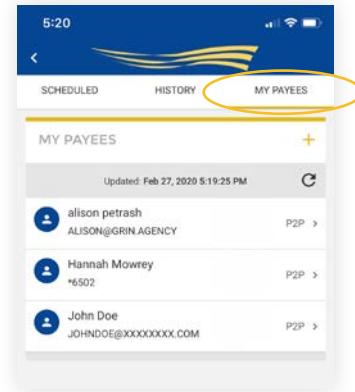 5:20
SCHEDULED HISTORY MY PAYEES
MY PAYEES
Updated: Feb 27, 2020 5:19:25 PM
alison petrash
ALISON@GRIN.AGENCY
P2P
Hannah Mowrey
*6502
P2P
John Doe
JOHNDOE@XXXXXXXX.COM
P2P